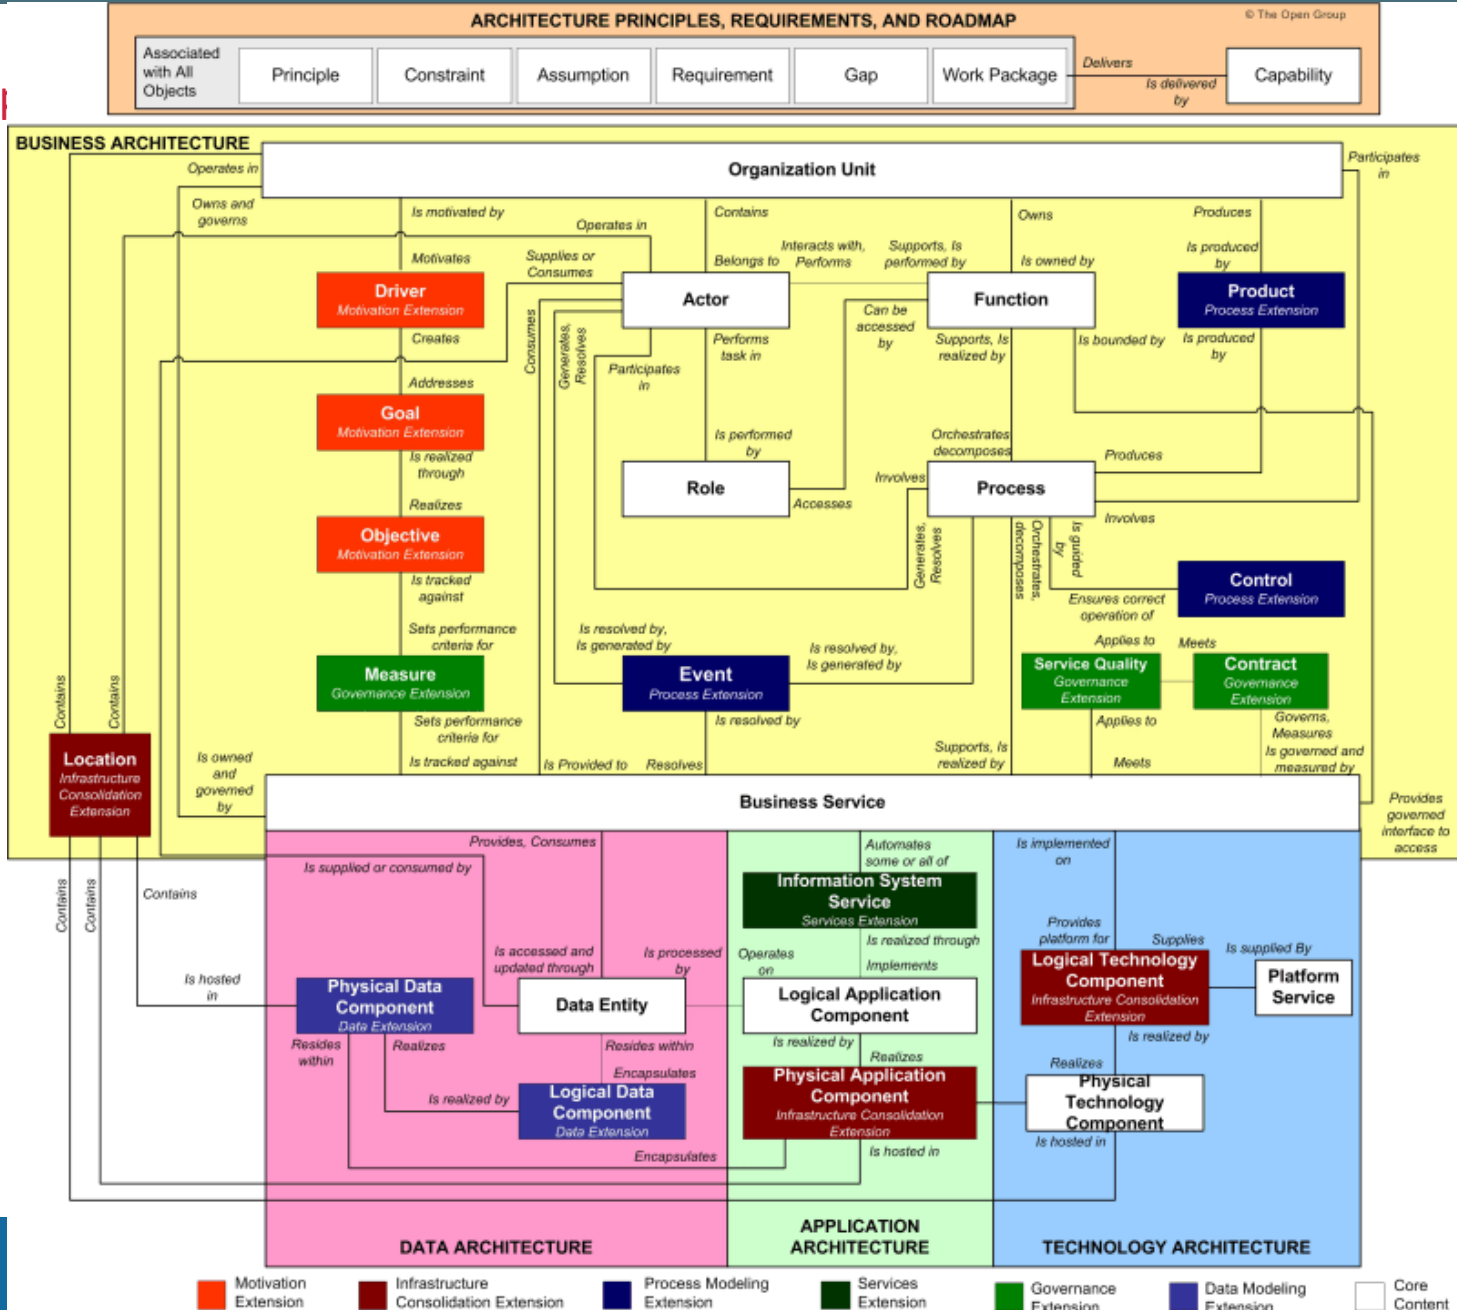 ARCHITECTURE PRINCIPLES, REQUIREMENTS, AND ROADMAP
© The Open Group
Associated
with All
Objects
Principle
Constraint
Assumption
Requirement
Gap
Work Package
Delivers
Is delivered
by
Capability
BUSINESS ARCHITECTURE
Operates in
Organization Unit
Participates
in
Owns and
governs
Is motivated by
Operates in
Contains
Owns
Produces
Motivates
Supplies or
Consumes
Belongs to
Interacts with,
Performs
Supports, Is
performed by
Is owned by
Is produced
by
Driver
Motivation Extension
Actor
Function
Product
Process Extension
Creates
Consumes
Generates,
Resolves
Participates
in
Performs
task in
Can be
accessed
by
Supports, Is
realized by
Is bounded by
Is produced
by
Addresses
Goal
Motivation Extension
Is realized
through
Is performed
by
Orchestrates
decomposes
Produces
Role
Accesses
Involves
Process
Involves
Realizes
Objective
Motivation Extension
Is tracked
against
Generates,
Resolves
Orchestrates,
decomposes
Is guided
by
Control
Process Extension
Ensures correct
operation of
Sets performance
criteria for
Is resolved by,
Is generated by
Is resolved by,
Is generated by
Applies to
Meets
Measure
Governance Extension
Event
Process Extension
Service Quality
Governance
Extension
Contract
Governance
Extension
Contains
Contains
Sets performance
criteria for
Is resolved by
Applies to
Governs,
Measures
Location
Infrastructure
Consolidation
Extension
Is owned
and
governed
by
Is tracked against
Is Provided to
Resolves
Supports, Is
realized by
Meets
Is governed and
measured by
Business Service
Provides
governed
interface to
access
Provides, Consumes
Automates
some or all of
Is implemented
on
Is supplied or consumed by
Contains
Contains
Contains
Information System
Service
Services Extension
Is accessed and
updated through
Is processed
by
Operates
on
Is realized through
Implements
Provides
platform for
Supplies
Is supplied By
Is hosted
in
Physical Data
Component
Data Extension
Data Entity
Logical Application
Component
Logical Technology
Component
Infrastructure Consolidation
Extension
Platform
Service
Resides
within
Realizes
Resides within
Is realized by
Realizes
Is realized by
Encapsulates
Realizes
Is realized by
Logical Data
Component
Data Extension
Physical Application
Component
Infrastructure Consolidation
Extension
Physical
Technology
Component
Encapsulates
Is hosted in
Is hosted in
DATA ARCHITECTURE
APPLICATION
ARCHITECTURE
TECHNOLOGY ARCHITECTURE
Motivation
Extension
Infrastructure
Consolidation Extension
Process Modeling
Extension
Services
Extension
Governance
Extension
Data Modeling
Extension
Core
Content